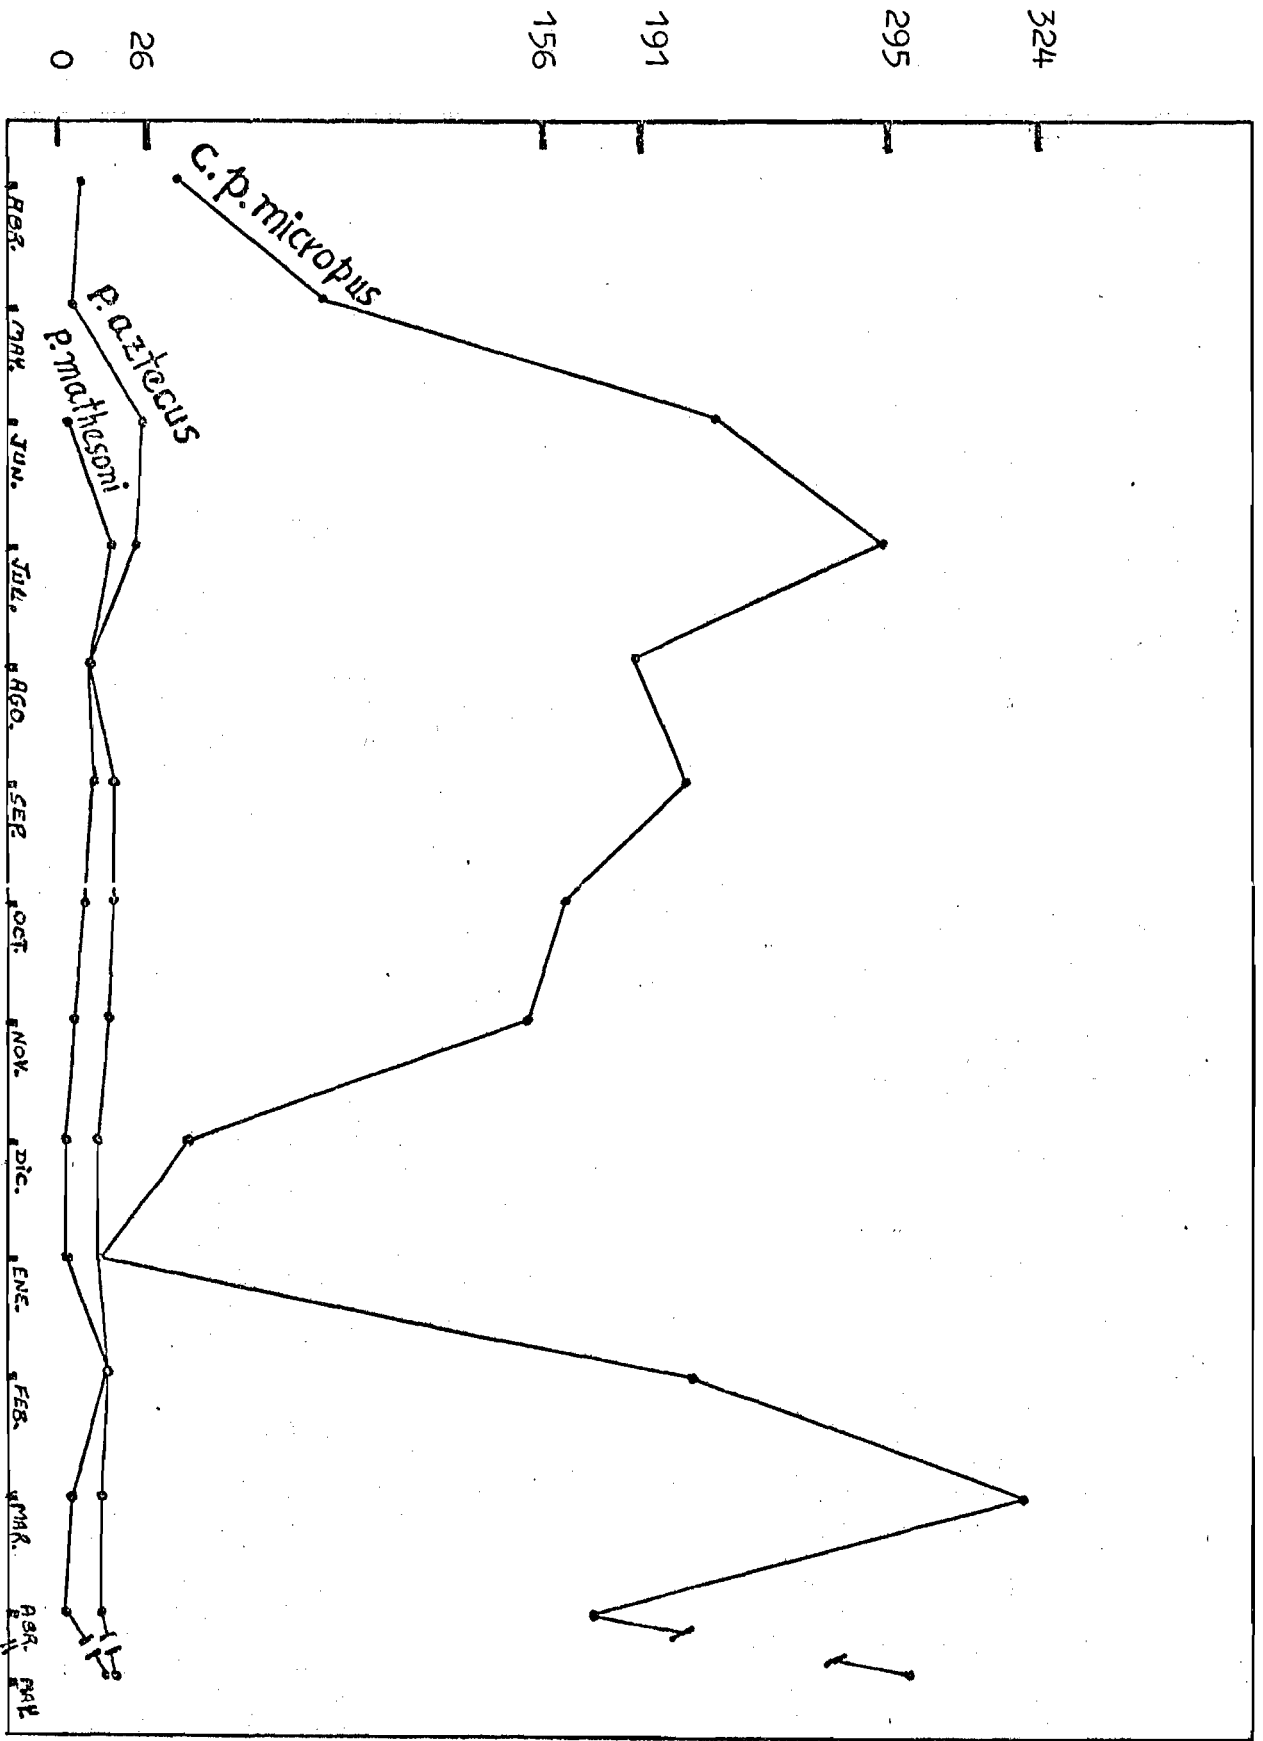 324
295
191
156
26
0
C. p. micropus
P. aztecus
P. mathesoni
ABR.
MAY.
JUN.
JUL.
AGO.
SEP.
OCT.
NOV.
DIC.
ENE.
FEB.
MAR.
ABR.
MAY.